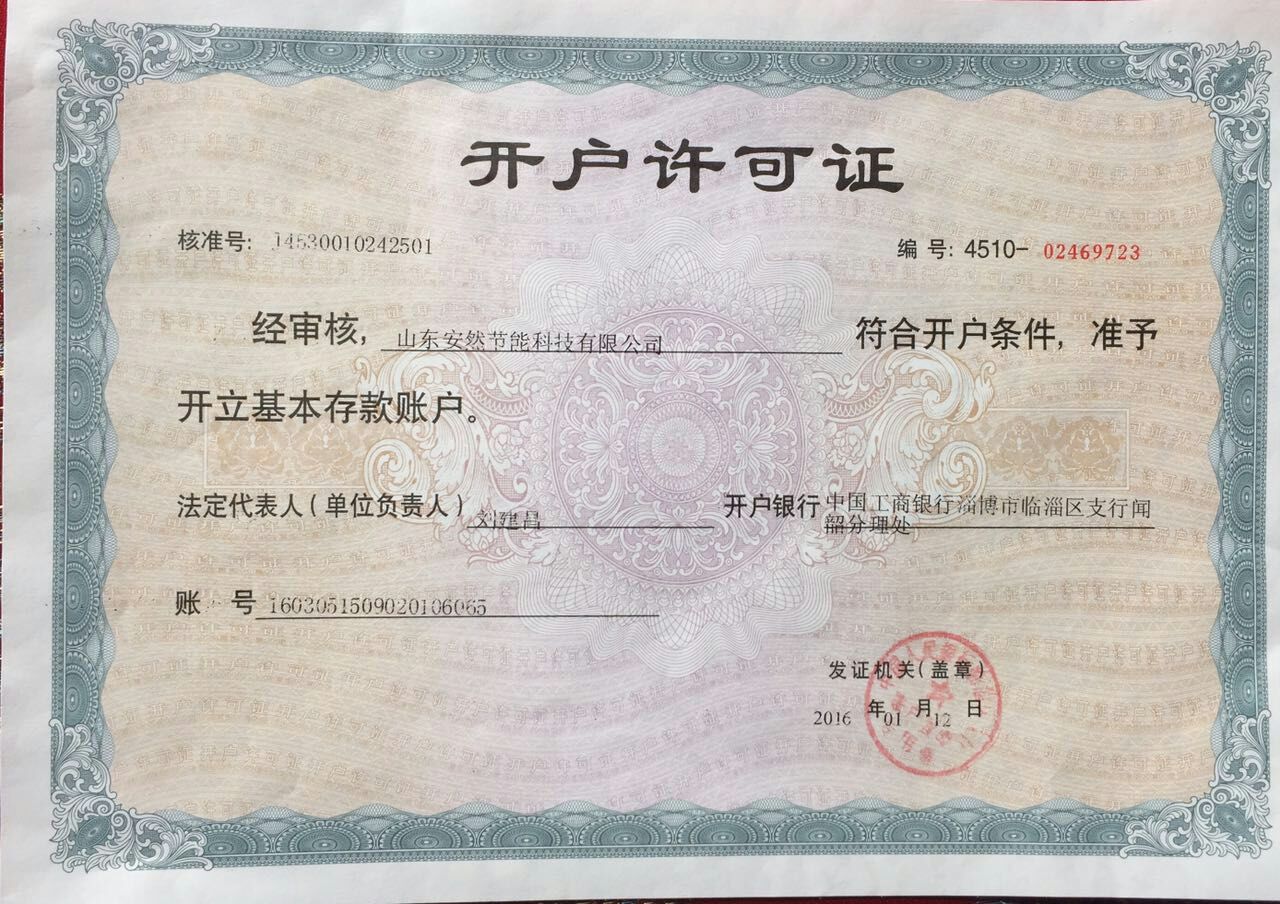 开户许可证
核准号: J4530010242501
编 号: 4510- 02469723
经审核, 山东安然节能科技有限公司 符合开户条件, 准予
开立基本存款账户。
法定代表人(单位负责人) 刘建昌 开户银行 中国工商银行淄博市临淄区支行闻
韶分理处
账 号 1603051509020106065
发证机关(盖章)
2016 年 01 月 12 日